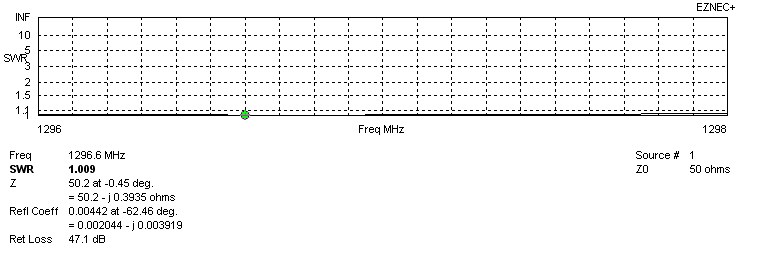 EZNEC+
INF
10
5
SWR
3
2
1.5
1.1
1
1296 Freq MHz 1298
Freq 1296.6 MHz Source # 1
SWR 1.009 Z0 50 ohms
Z 50.2 at -0.45 deg.
= 50.2 - j 0.3935 ohms
Refl Coeff 0.00442 at -62.46 deg.
= 0.002044 - j 0.003919
Ret Loss 47.1 dB